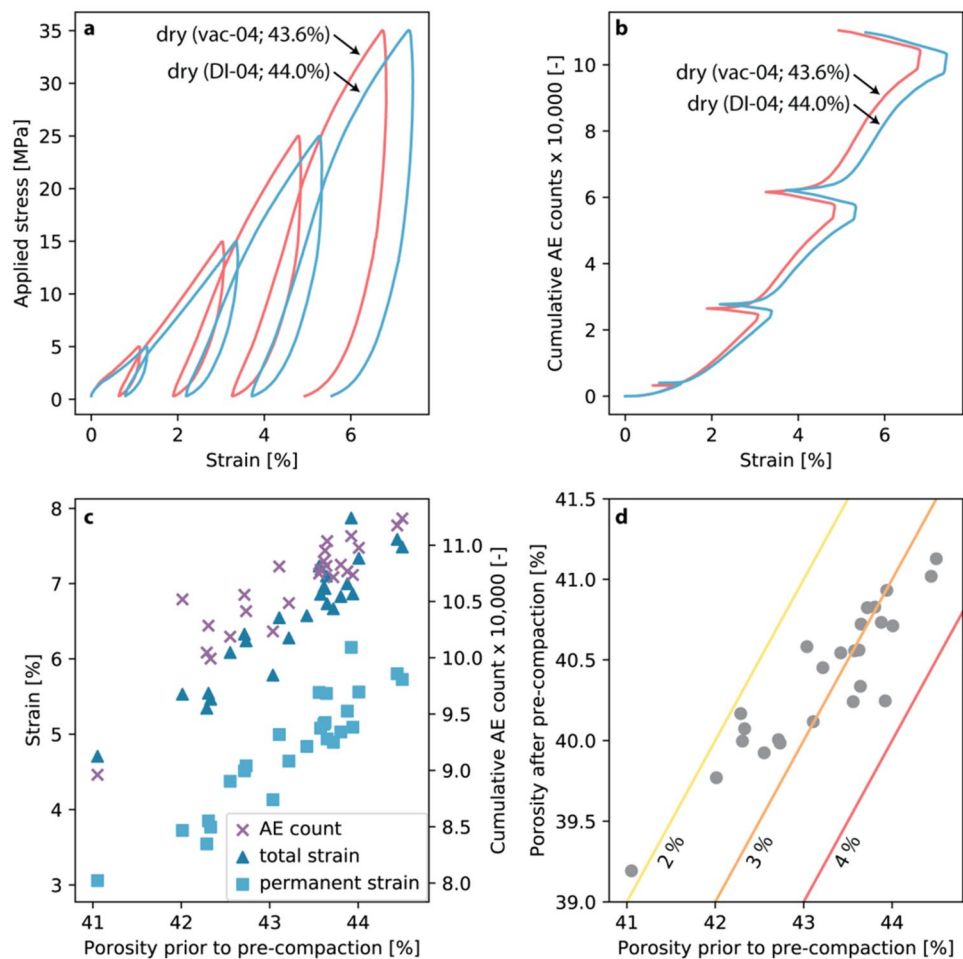 a
dry (vac-04; 43.6%)
dry (DI-04; 44.0%)
35
30
25
20
15
10
5
0
Applied stress [MPa]
0 2 4 6
Strain [%]
b
dry (vac-04; 43.6%)
dry (DI-04; 44.0%)
10
8
6
4
2
0
Cumulative AE counts x 10,000 [-]
0 2 4 6
Strain [%]
c
8
7
6
5
4
3
Strain [%]
11.0
10.5
10.0
9.5
9.0
8.5
8.0
Cumulative AE count x 10,000 [-]
AE count
total strain
permanent strain
41 42 43 44
Porosity prior to pre-compaction [%]
d
41.5
41.0
40.5
40.0
39.5
39.0
Porosity after pre-compaction [%]
2 %
3 %
4 %
41 42 43 44
Porosity prior to pre-compaction [%]